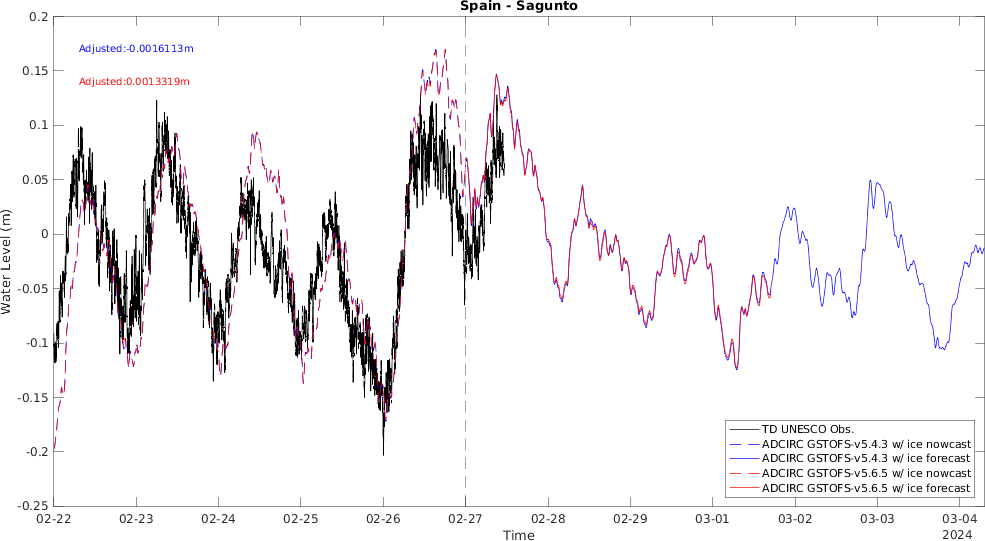 Spain - Sagunto
0.2
0.15
0.1
0.05
0
-0.05
-0.1
-0.15
-0.2
-0.25
Water Level (m)
Adjusted:-0.0016113m
Adjusted:0.0013319m
TD UNESCO Obs.
ADCIRC GSTOFS-v5.4.3 w/ ice nowcast
ADCIRC GSTOFS-v5.4.3 w/ ice forecast
ADCIRC GSTOFS-v5.6.5 w/ ice nowcast
ADCIRC GSTOFS-v5.6.5 w/ ice forecast
02-22 02-23 02-24 02-25 02-26 02-27 02-28 02-29 03-01 03-02 03-03 03-04
2024
Time